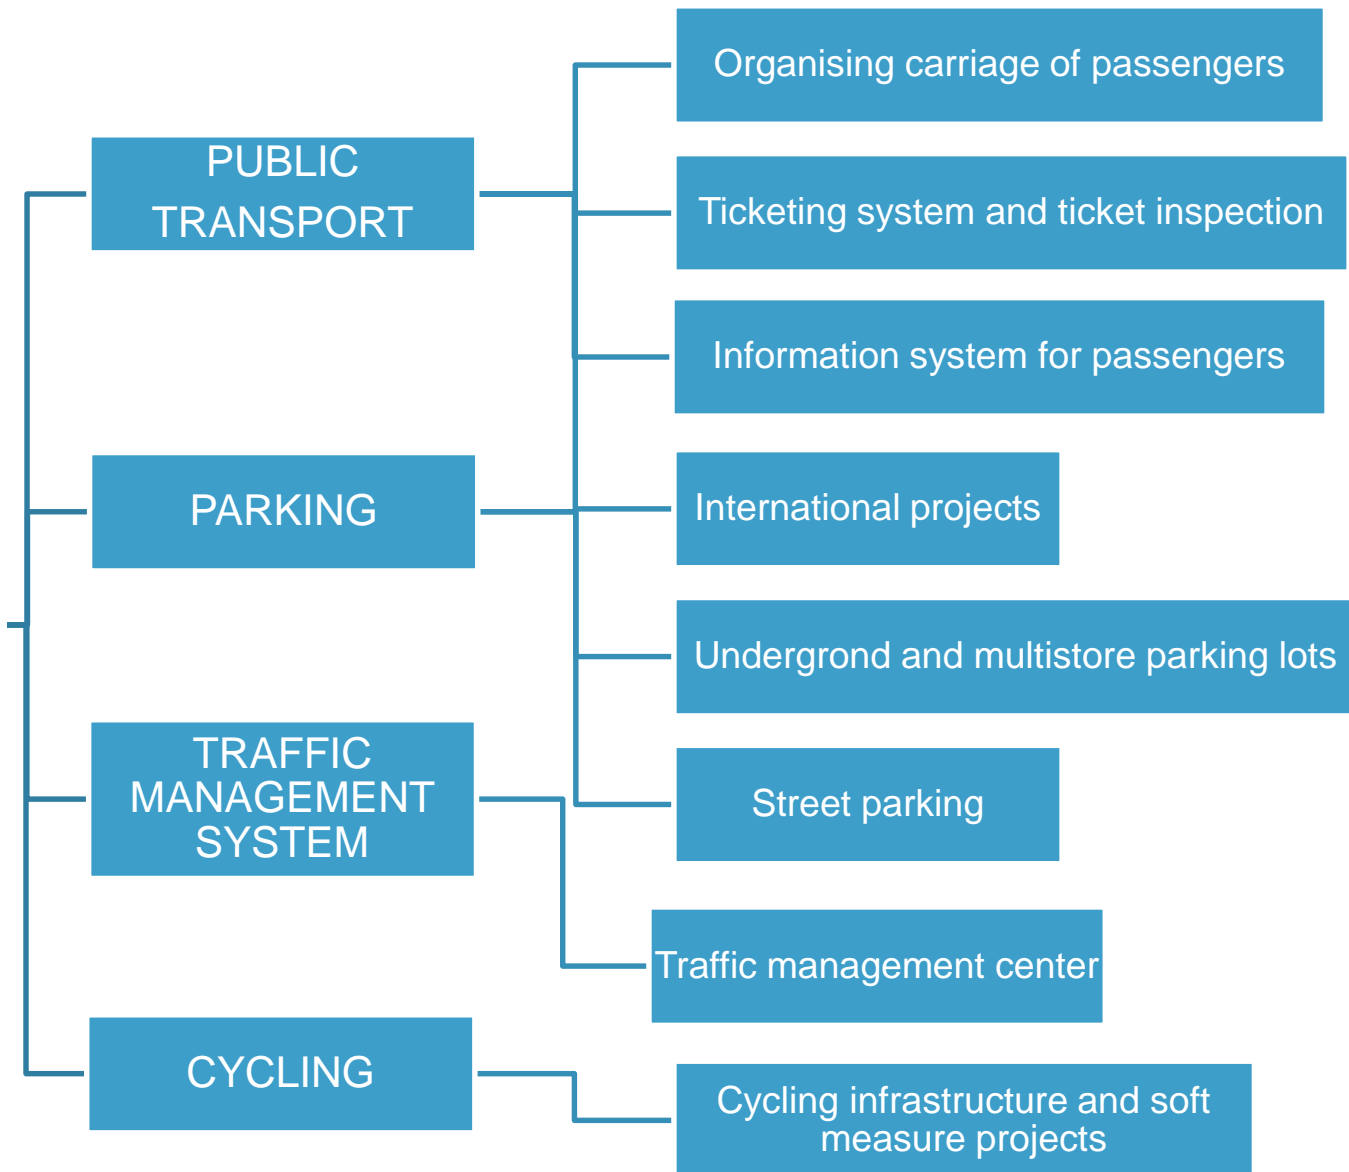 PUBLIC
TRANSPORT
PARKING
TRAFFIC
MANAGEMENT
SYSTEM
CYCLING
Organising carriage of passengers
Ticketing system and ticket inspection
Information system for passengers
International projects
Undergrond and multistore parking lots
Street parking
Traffic management center
Cycling infrastructure and soft
measure projects